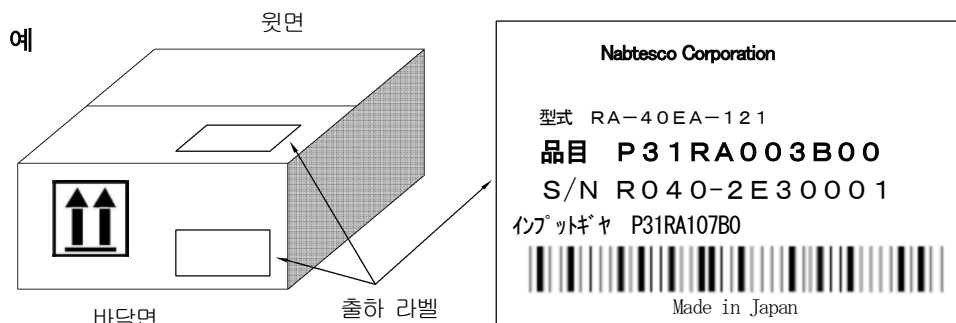 예
윗면
바닥면
출하 라벨
Nabtesco Corporation
型式 RA-40EA-121
品目 P31RA003B00
S/N R040-2E30001
インプットギヤ P31RA107B0
Made in Japan